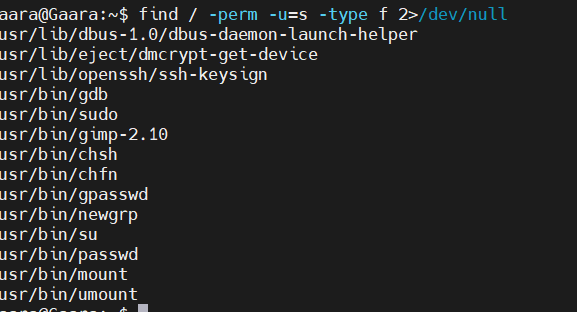 aara@Gaara:~$ find / -perm -u=s -type f 2>/dev/null
usr/lib/dbus-1.0/dbus-daemon-launch-helper
usr/lib/eject/dmcrypt-get-device
usr/lib/openssh/ssh-keysign
usr/bin/gdb
usr/bin/sudo
usr/bin/gimp-2.10
usr/bin/chsh
usr/bin/chfn
usr/bin/gpasswd
usr/bin/newgrp
usr/bin/su
usr/bin/passwd
usr/bin/mount
usr/bin/umount
aara@Gaara:~$